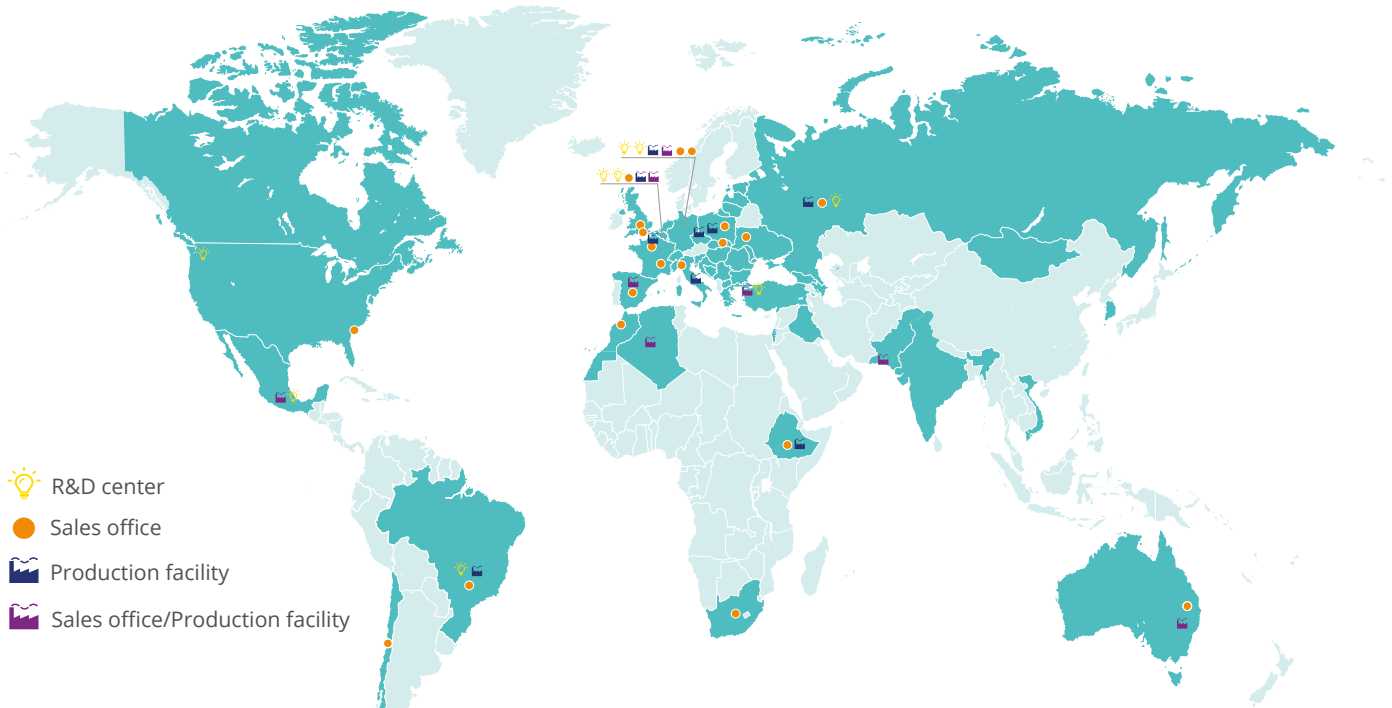 R&D center
Sales office
Production facility
Sales office/Production facility